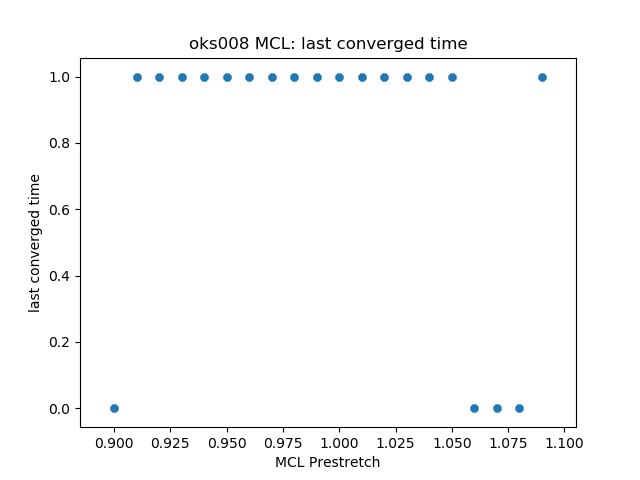 oks008 MCL: last converged time
1.0
0.8
0.6
0.4
0.2
0.0
last converged time
0.900 0.925 0.950 0.975 1.000 1.025 1.050 1.075 1.100
MCL Prestretch